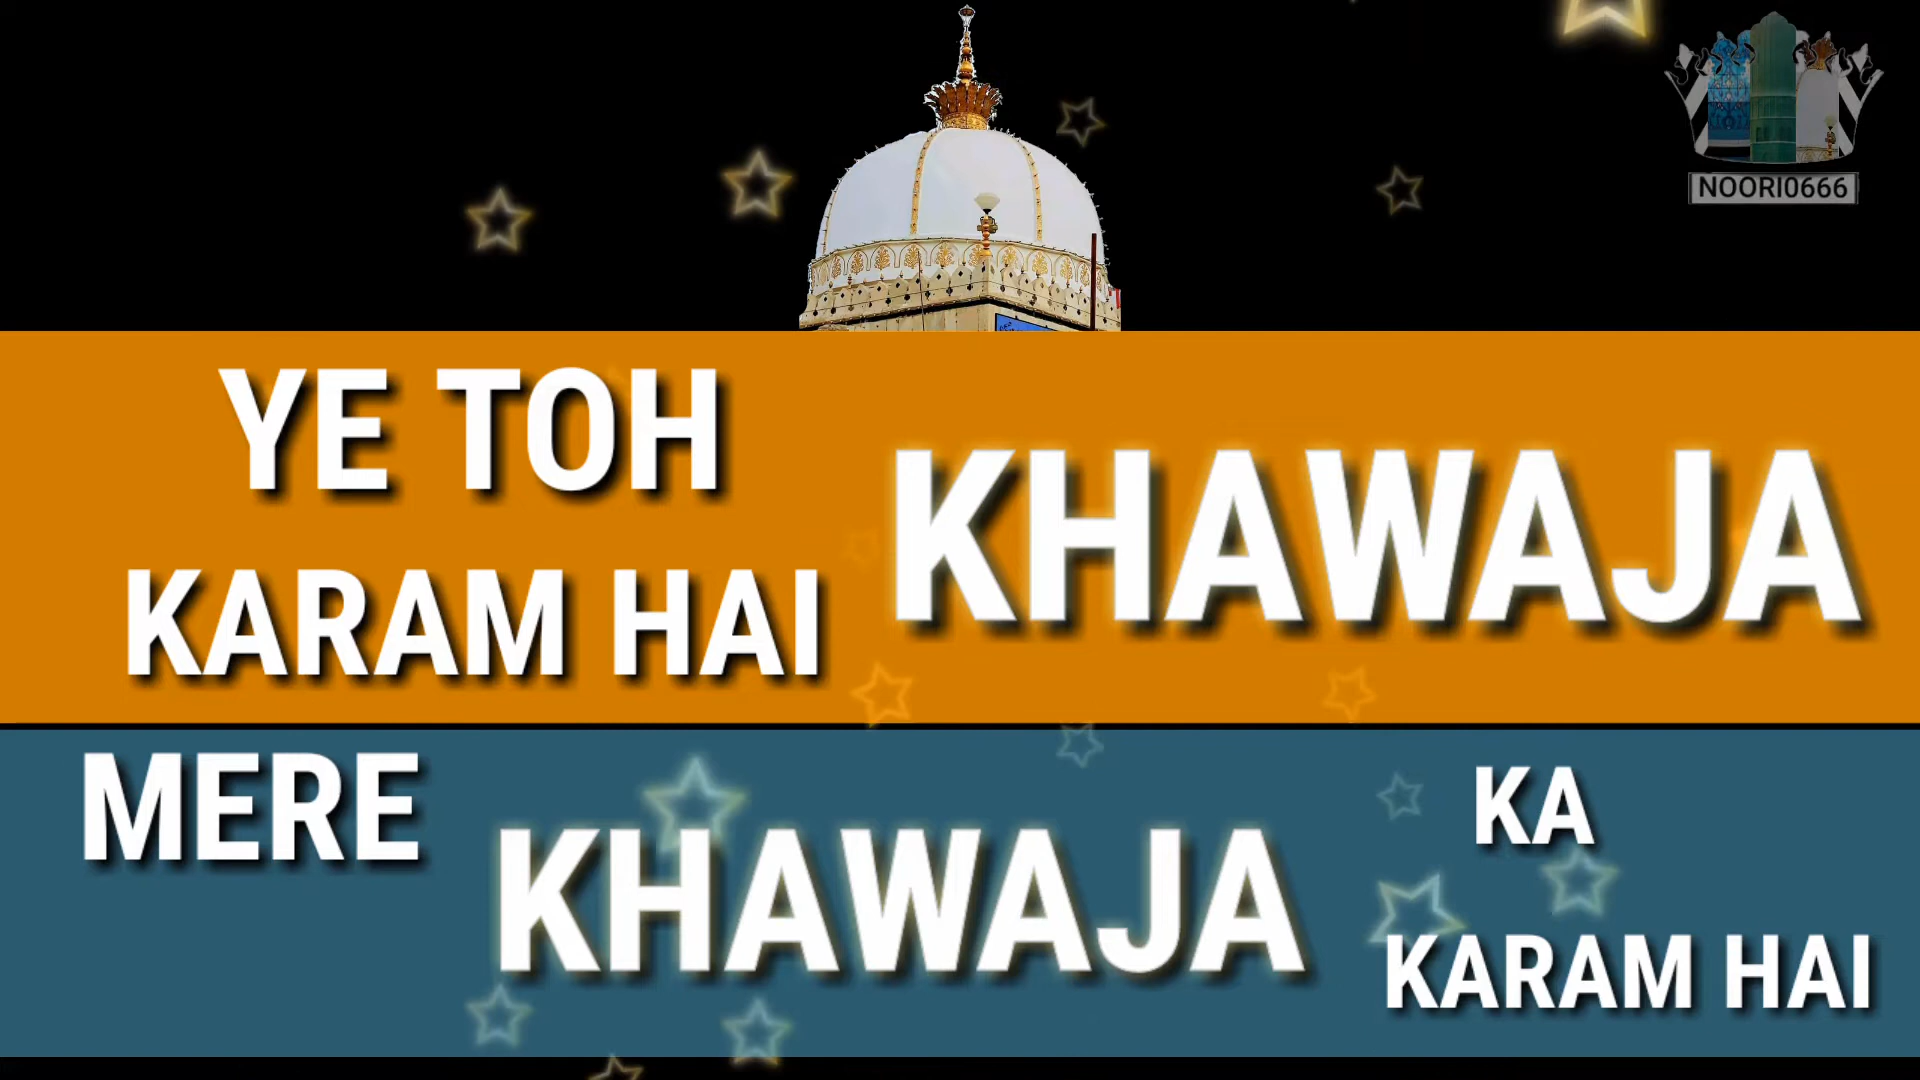 NOORI0666
YE TOH
KARAM HAI
KHAWAJA
MERE
KHAWAJA
KA
KARAM HAI